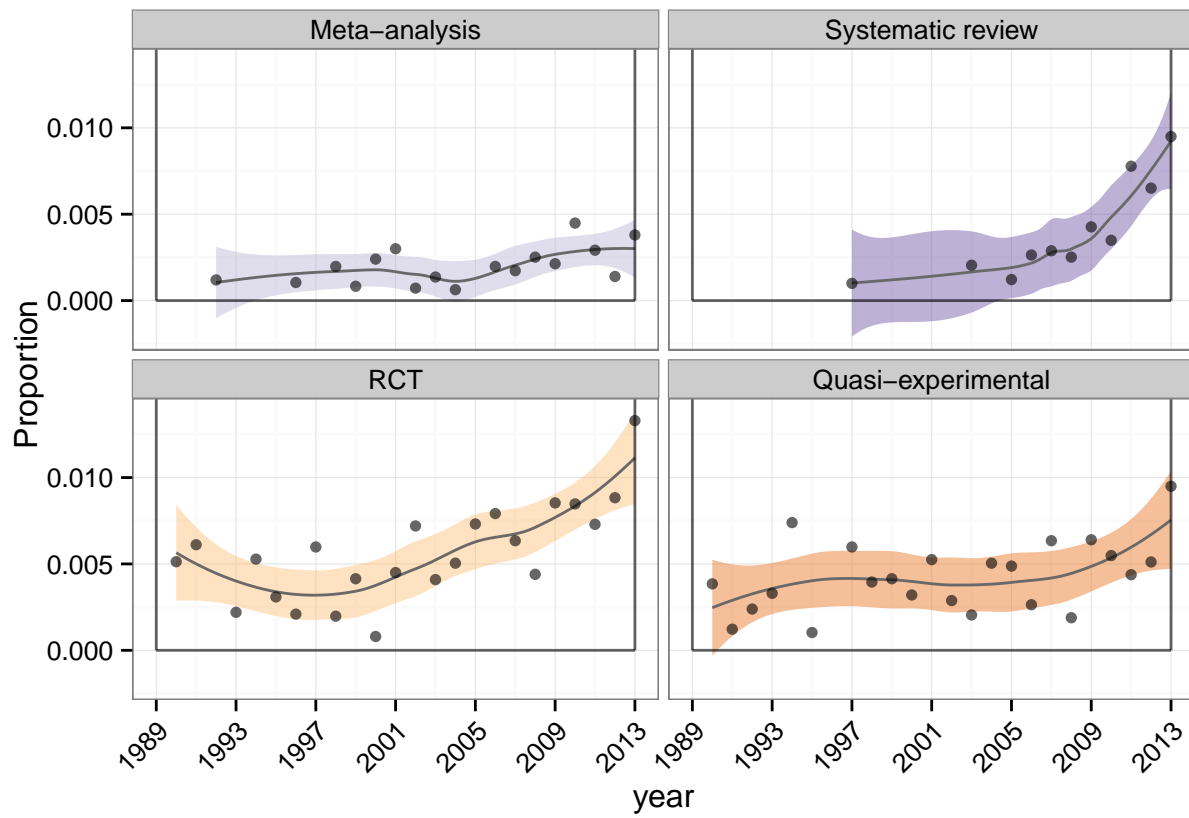 Meta−analysis
Systematic review
0.010
0.005
0.000
RCT
Quasi−experimental
0.010
0.005
0.000
Proportion
1989 1993 1997 2001 2005 2009 2013
1989 1993 1997 2001 2005 2009 2013
year